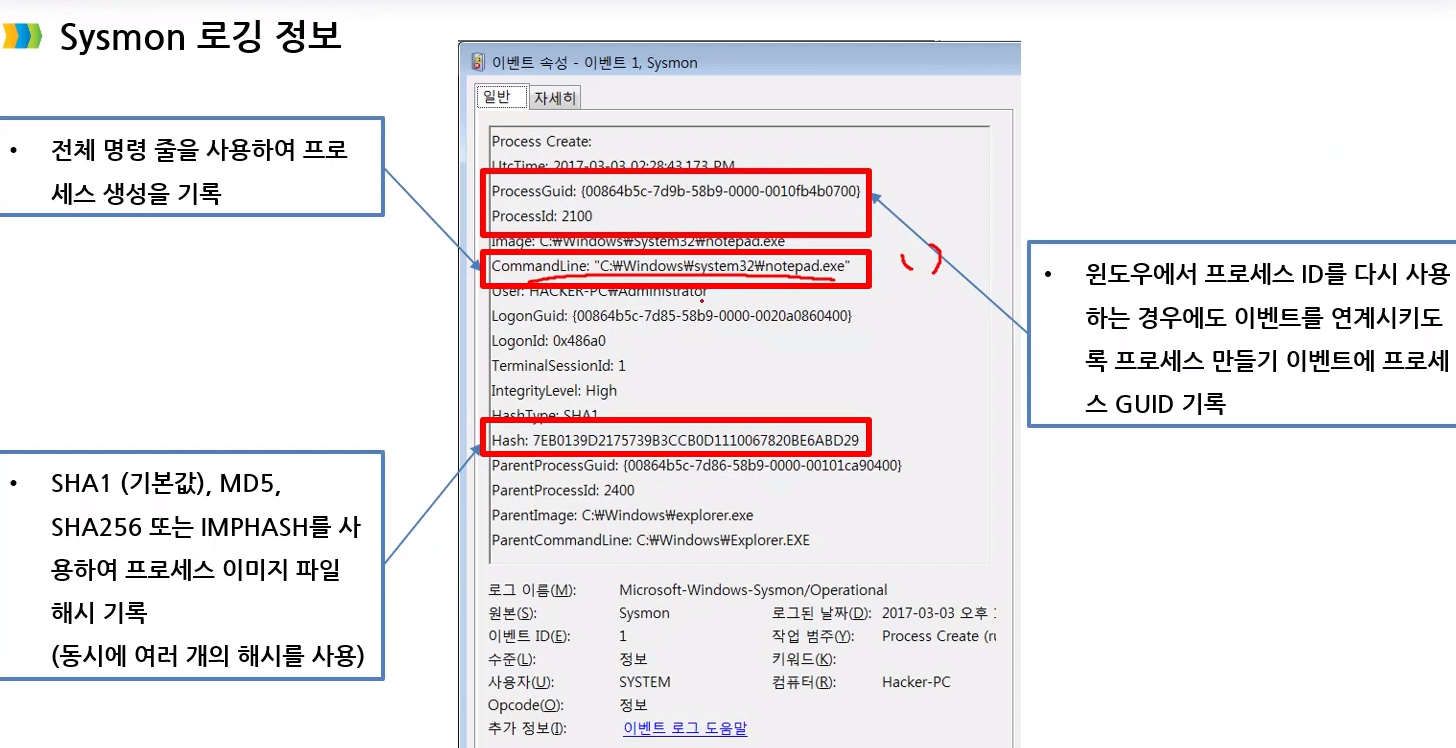 Sysmon 로깅 정보
• 전체 명령 줄을 사용하여 프로
세스 생성을 기록
• SHA1 (기본값), MD5,
SHA256 또는 IMPHASH를 사
용하여 프로세스 이미지 파일
해시 기록
(동시에 여러 개의 해시를 사용)
이벤트 속성 - 이벤트 1, Sysmon
일반 자세히
Process Create:
UtcTime: 2017-03-03 02:28:43.173 PM
ProcessGuid: {00864b5c-7d9b-58b9-0000-0010fb4b0700}
ProcessId: 2100
Image: C:₩Windows₩System32₩notepad.exe
CommandLine: "C:₩Windows₩system32₩notepad.exe"
User: HACKER-PC₩Administrator
LogonGuid: {00864b5c-7d85-58b9-0000-0020a0860400}
LogonId: 0x486a0
TerminalSessionId: 1
IntegrityLevel: High
HashType: SHA1
Hash: 7EB0139D2175739B3CCB0D1110067820BE6ABD29
ParentProcessGuid: {00864b5c-7d86-58b9-0000-00101ca90400}
ParentProcessId: 2400
ParentImage: C:₩Windows₩explorer.exe
ParentCommandLine: C:₩Windows₩Explorer.EXE
로그 이름(M): Microsoft-Windows-Sysmon/Operational
원본(S): Sysmon 로그된 날짜(D): 2017-03-03 오후
이벤트 ID(E): 1 작업 범주(Y): Process Create (ru
수준(L): 정보 키워드(K):
사용자(U): SYSTEM 컴퓨터(R): Hacker-PC
Opcode(O): 정보
추가 정보(I): 이벤트 로그 도움말
• 윈도우에서 프로세스 ID를 다시 사용
하는 경우에도 이벤트를 연계시키도
록 프로세스 만들기 이벤트에 프로세
스 GUID 기록